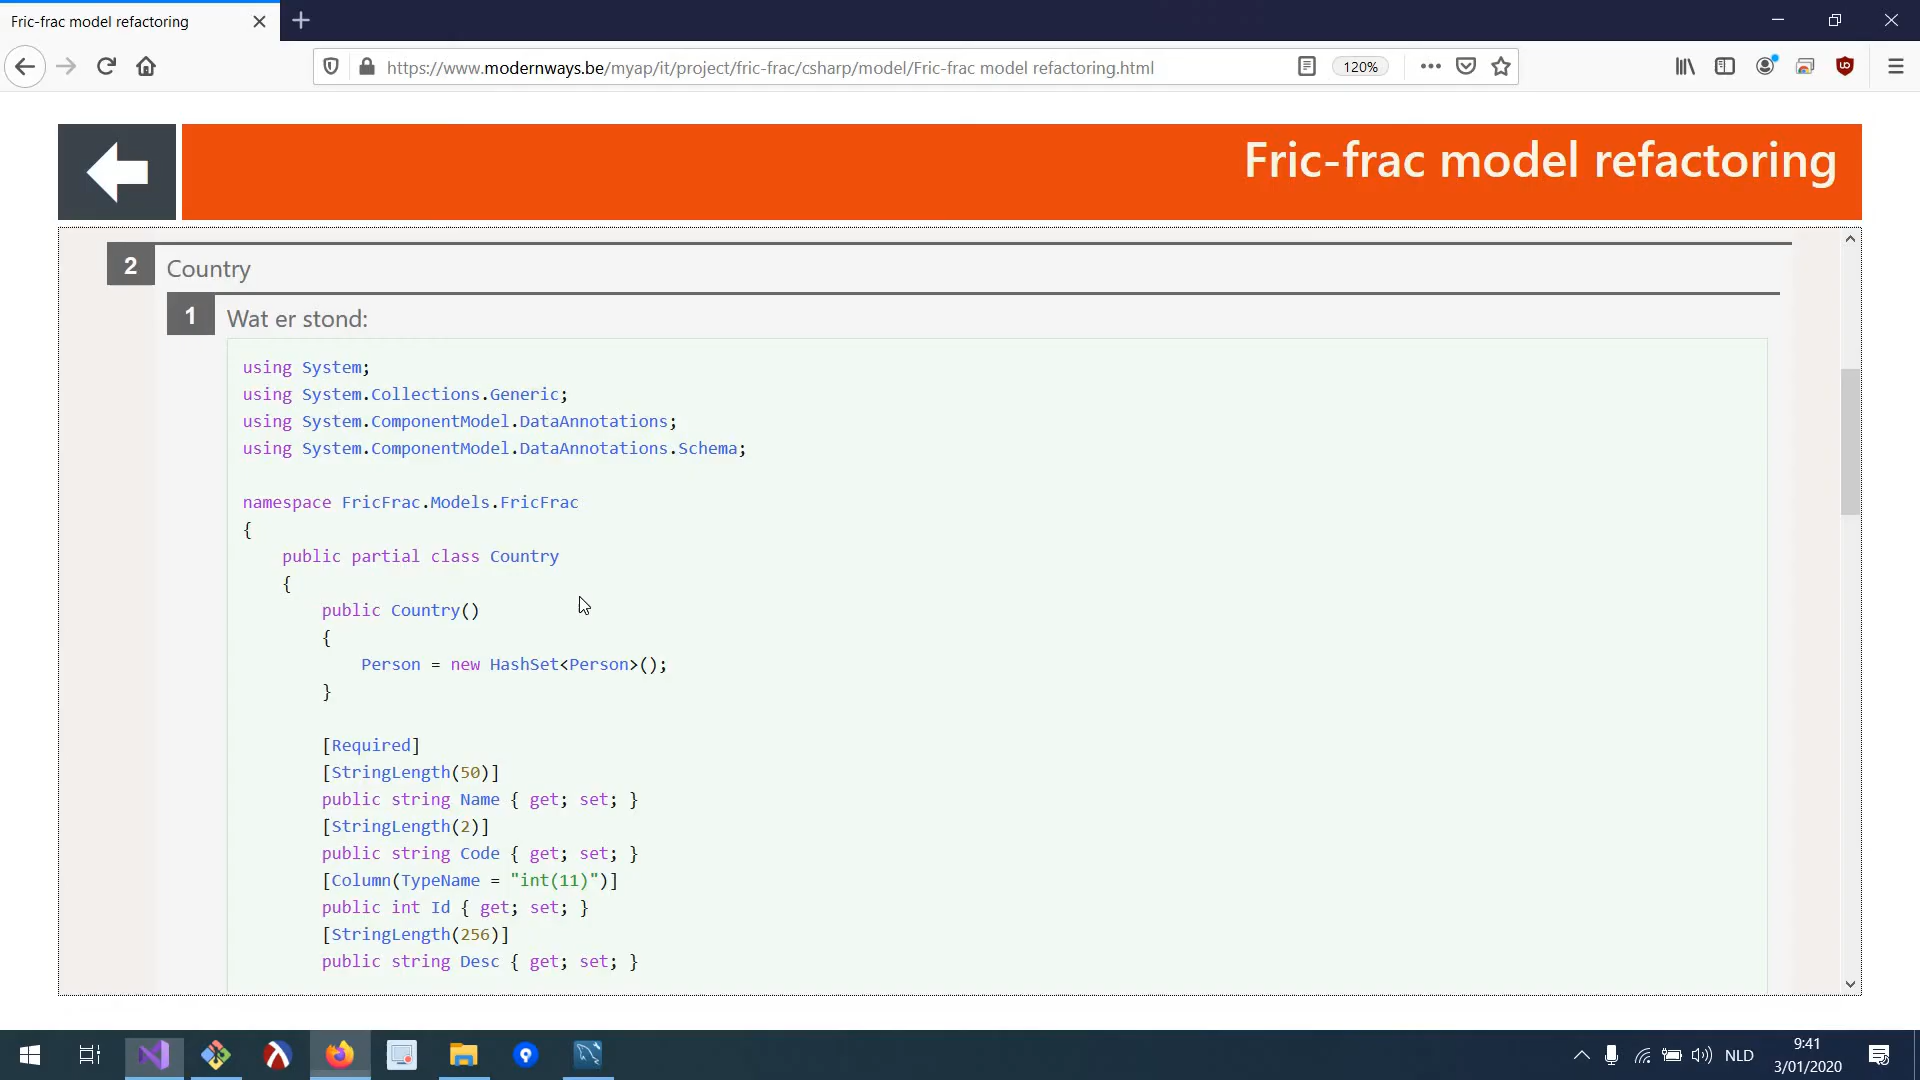 Fric-frac model refactoring
https://www.modernways.be/myap/it/project/fric-frac/csharp/model/Fric-frac model refactoring.html
120%
Fric-frac model refactoring
2 Country
1 Wat er stond:
using System;
using System.Collections.Generic;
using System.ComponentModel.DataAnnotations;
using System.ComponentModel.DataAnnotations.Schema;
namespace FricFrac.Models.FricFrac
{
public partial class Country
{
public Country()
{
Person = new HashSet<Person>();
}
[Required]
[StringLength(50)]
public string Name { get; set; }
[StringLength(2)]
public string Code { get; set; }
[Column(TypeName = "int(11)")]
public int Id { get; set; }
[StringLength(256)]
public string Desc { get; set; }
NLD
9:41
3/01/2020